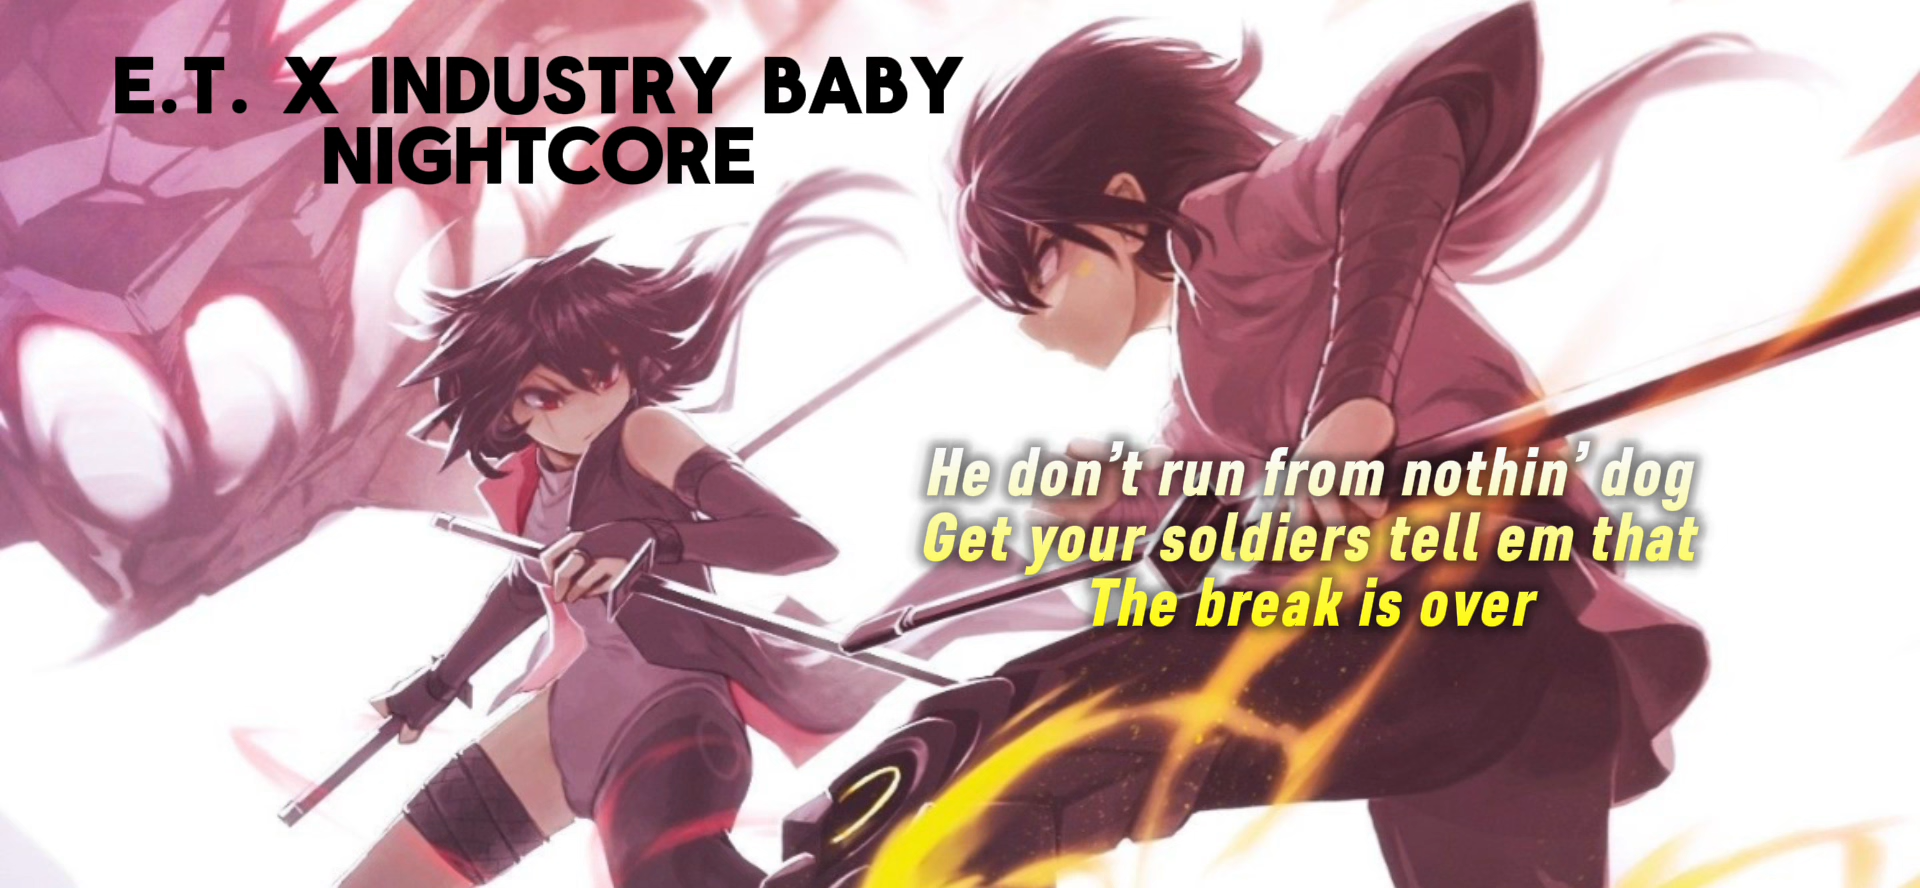 E.T. X INDUSTRY BABY
NIGHTCORE
He don’t run from nothin’ dog
Get your soldiers tell em that
The break is over